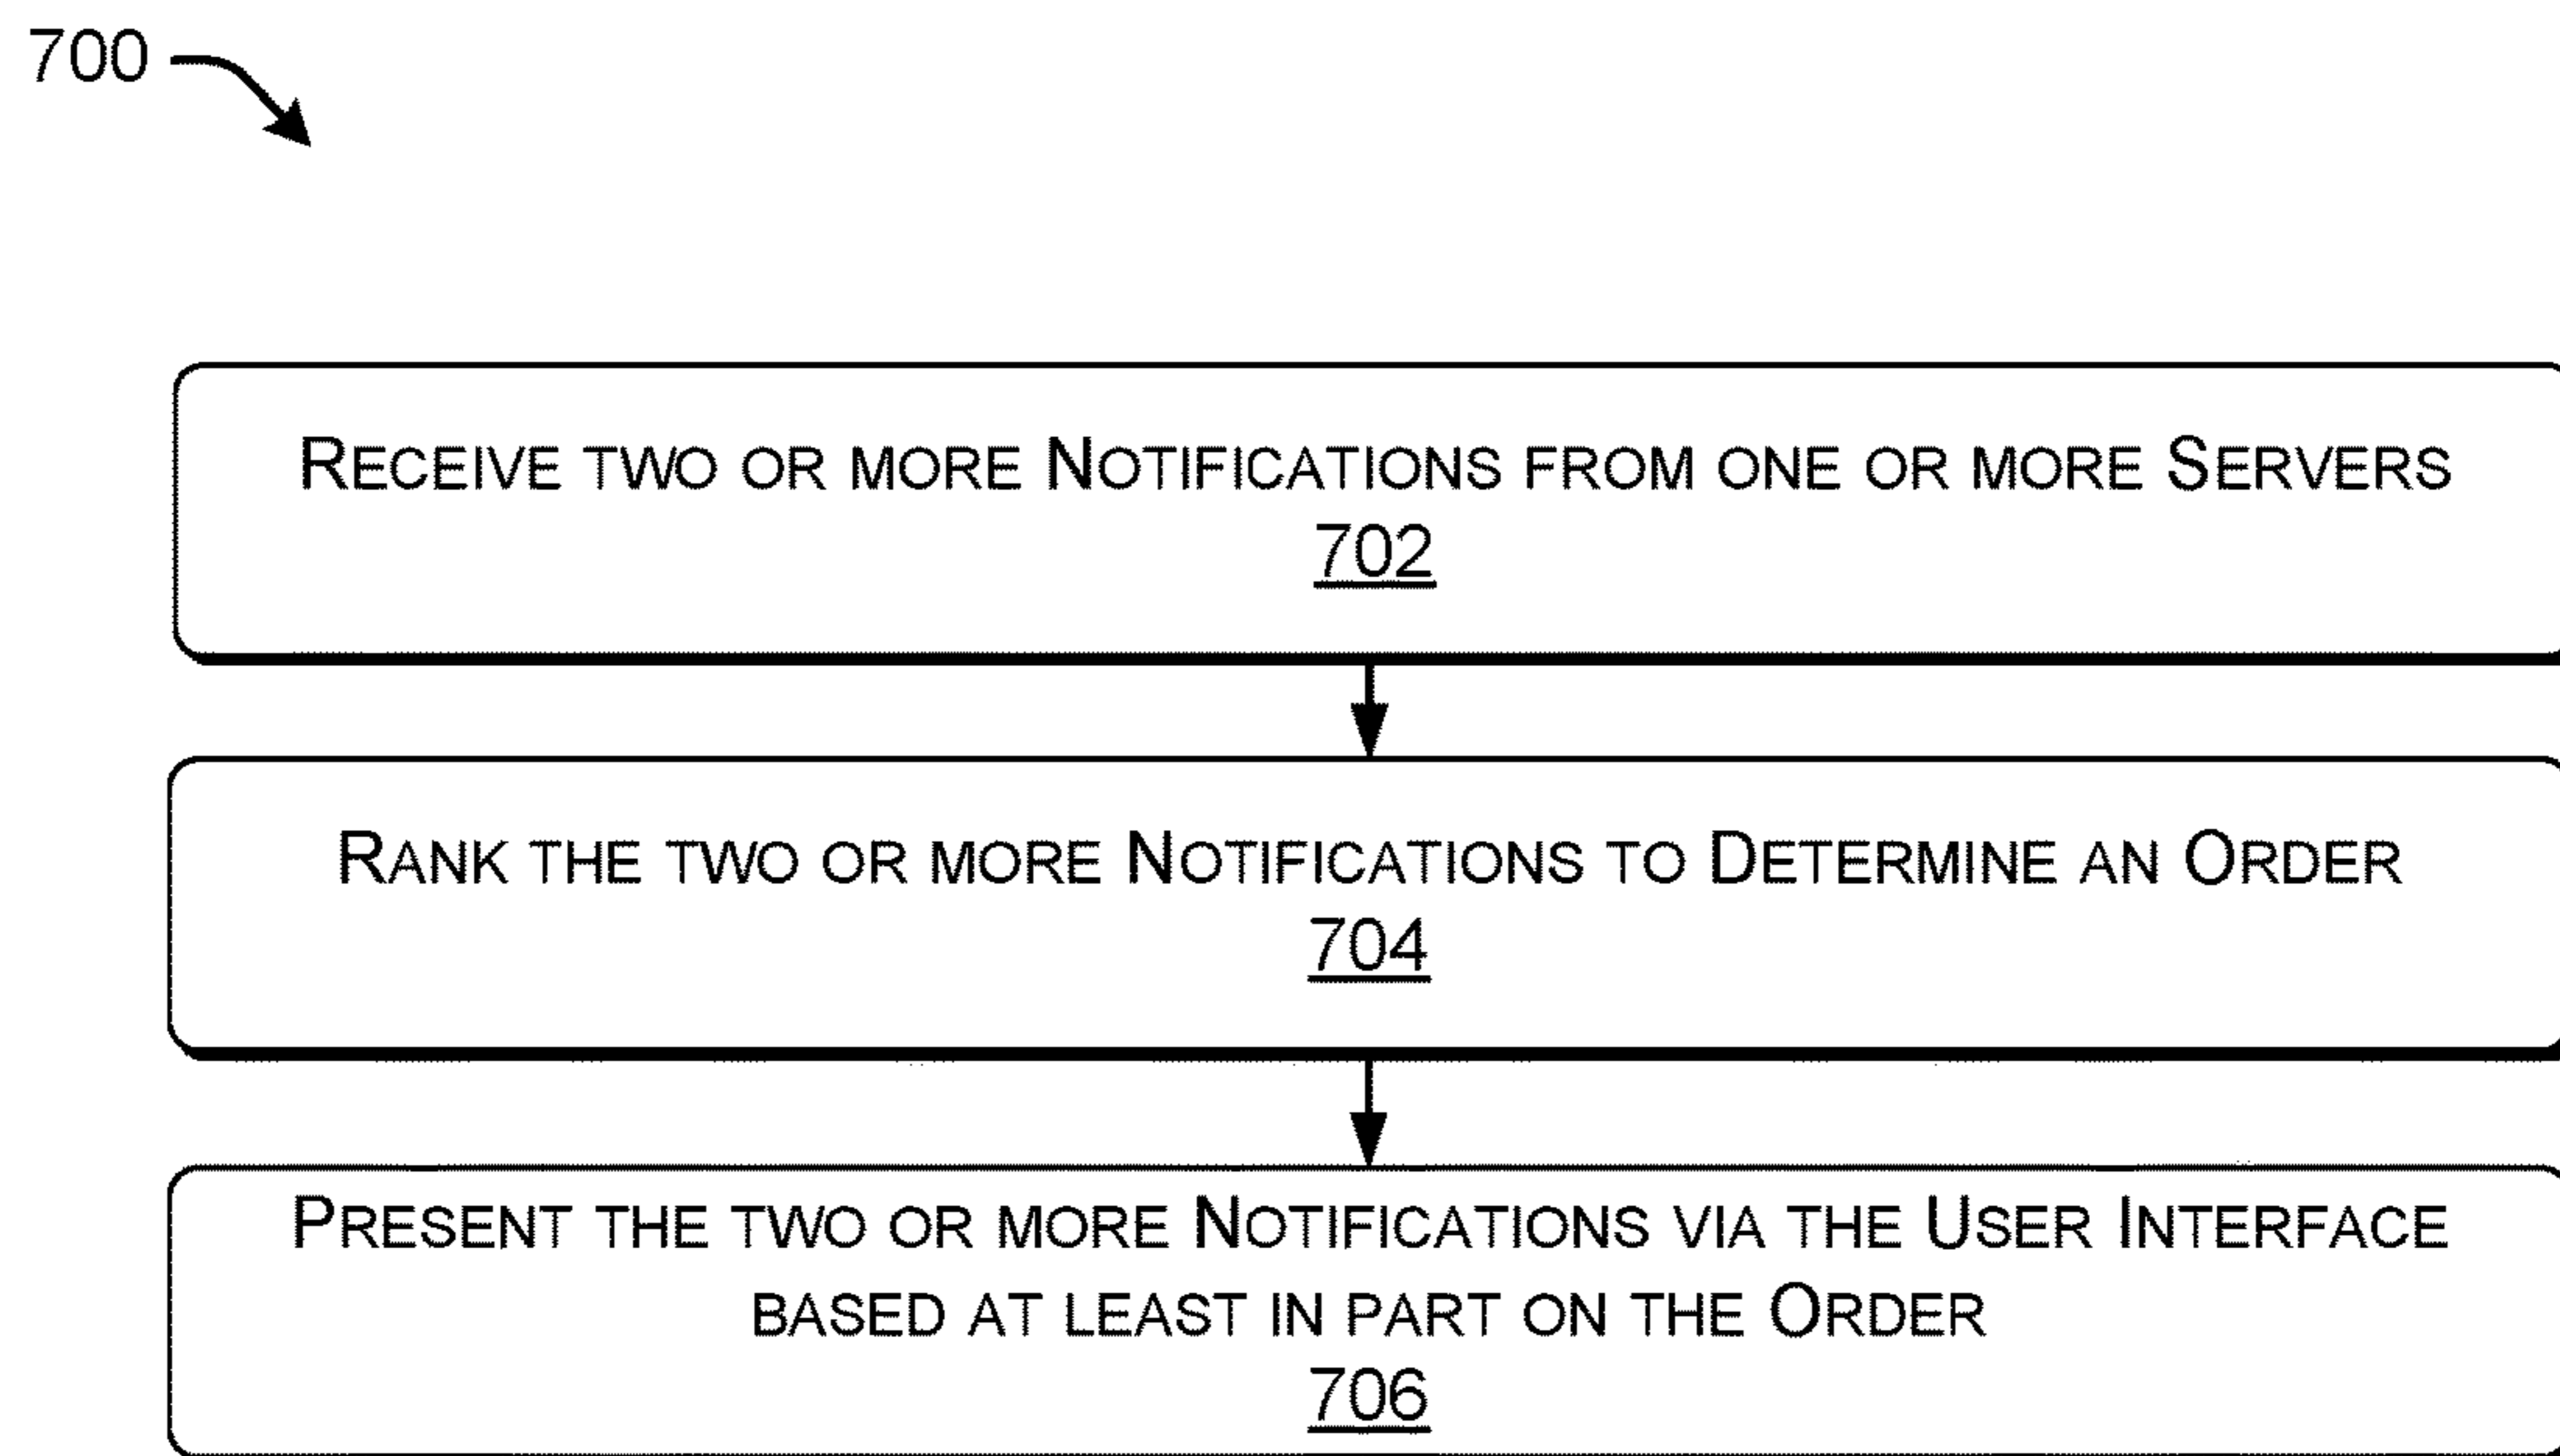 700
RECEIVE TWO OR MORE NOTIFICATIONS FROM ONE OR MORE SERVERS
702
RANK THE TWO OR MORE NOTIFICATIONS TO DETERMINE AN ORDER
704
PRESENT THE TWO OR MORE NOTIFICATIONS VIA THE USER INTERFACE
BASED AT LEAST IN PART ON THE ORDER
706